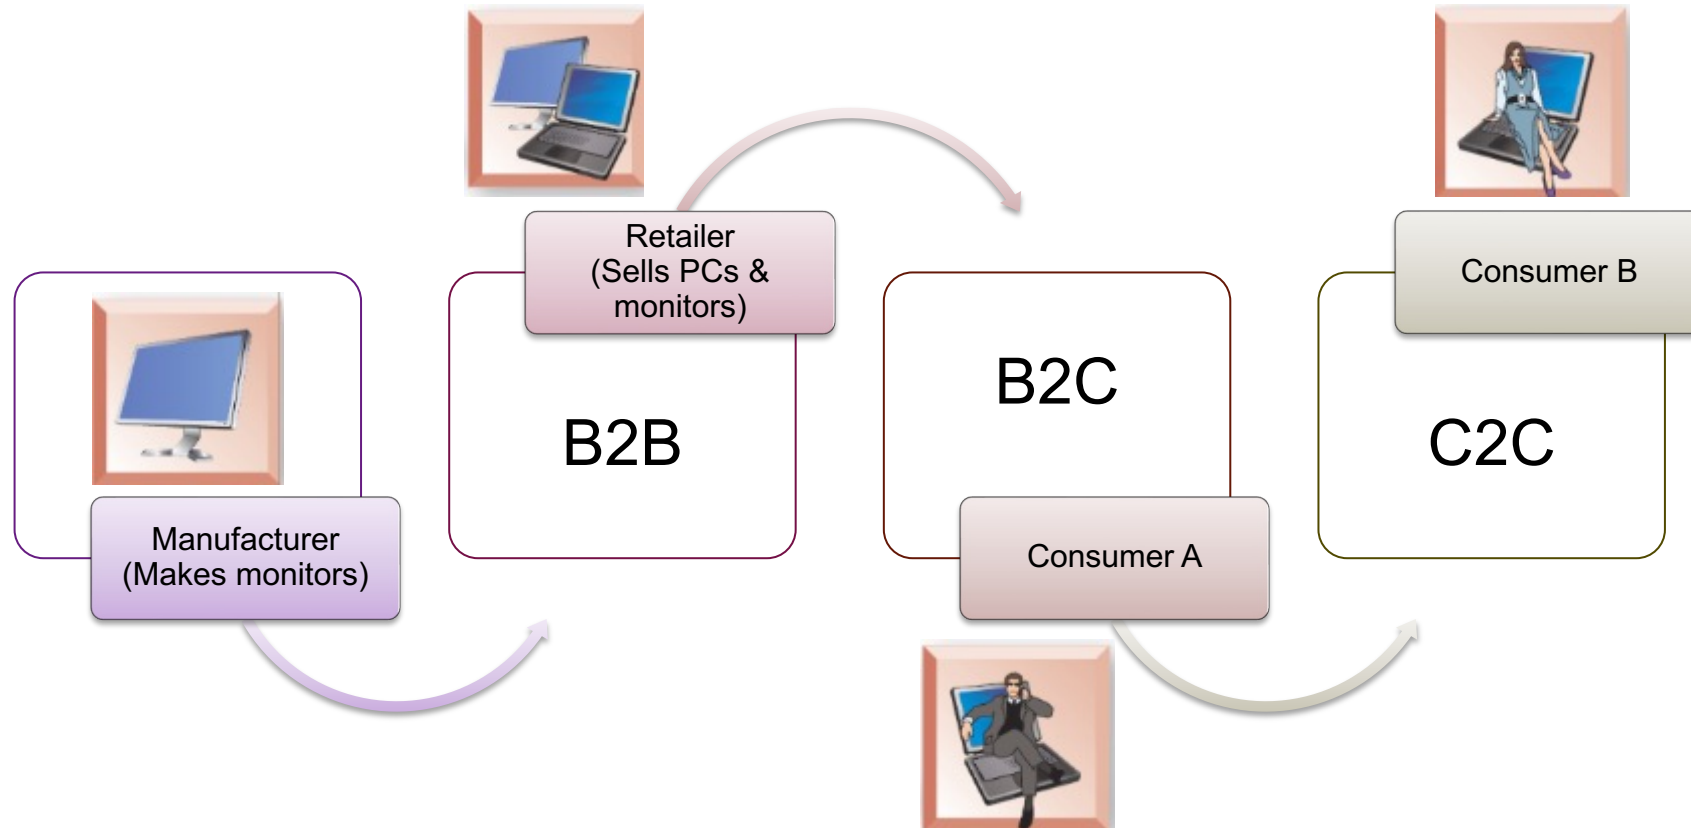 Manufacturer
(Makes monitors)
Retailer
(Sells PCs &
monitors)
B2B
B2C
Consumer A
Consumer B
C2C